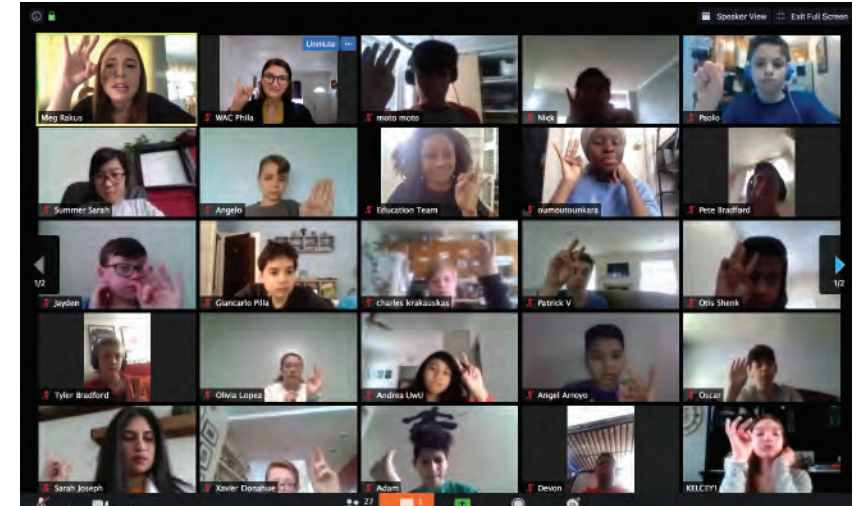 Speaker View Exit Full Screen
Unmute ...
Meg Rakus
WAC Phila
moto moto
Nick
Paolo
Summer Sarah
Angelo
Education Team
oumoutounkara
Pete Bradford
1/2
1/2
Jayden
Giancarlo Pilla
charles krakauskas
Patrick V
Otis Shenk
Tyler Bradford
Olivia Lopez
Andrea UwU
Angel Arroyo
Oscar
Sarah Joseph
Xavier Donahue
Adam
Devon
KELCEY!
27
1